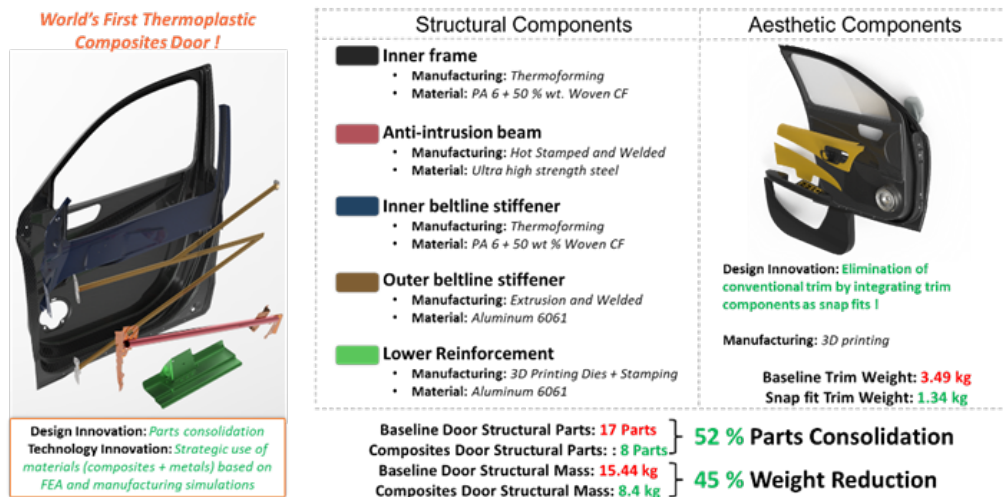 World's First Thermoplastic
Composites Door !
Design Innovation: Parts consolidation
Technology Innovation: Strategic use of
materials (composites + metals) based on
FEA and manufacturing simulations
Structural Components
Inner frame
• Manufacturing: Thermoforming
• Material: PA 6 + 50 % wt. Woven CF
Anti-intrusion beam
• Manufacturing: Hot Stamped and Welded
• Material: Ultra high strength steel
Inner beltline stiffener
• Manufacturing: Thermoforming
• Material: PA 6 + 50 wt % Woven CF
Outer beltline stiffener
• Manufacturing: Extrusion and Welded
• Material: Aluminum 6061
Lower Reinforcement
• Manufacturing: 3D Printing Dies + Stamping
• Material: Aluminum 6061
Aesthetic Components
Design Innovation: Elimination of
conventional trim by integrating trim
components as snap fits !
Manufacturing: 3D printing
Baseline Trim Weight: 3.49 kg
Snap fit Trim Weight: 1.34 kg
Baseline Door Structural Parts: 17 Parts
Composites Door Structural Parts: : 8 Parts
52 % Parts Consolidation
Baseline Door Structural Mass: 15.44 kg
Composites Door Structural Mass: 8.4 kg
45 % Weight Reduction